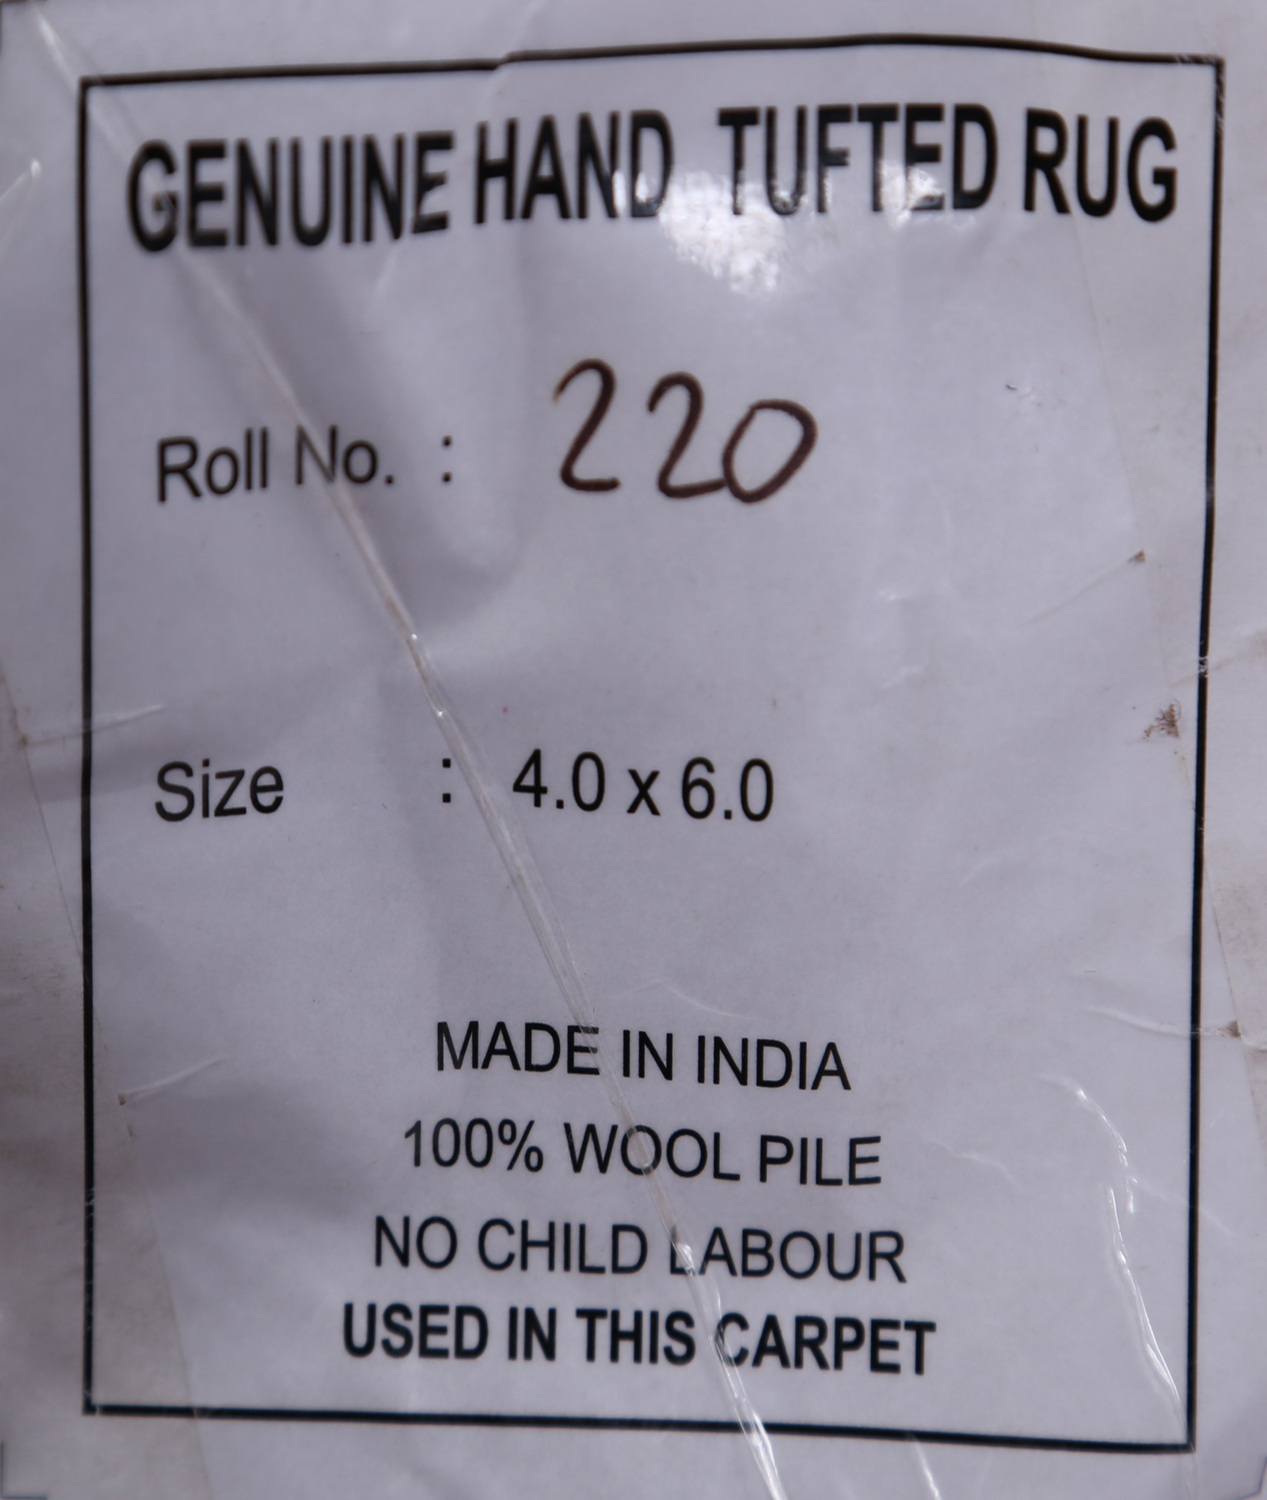 GENUINE HAND TUFTED RUG
Roll No. : 220
Size : 4.0 x 6.0
MADE IN INDIA
100% WOOL PILE
NO CHILD LABOUR
USED IN THIS CARPET